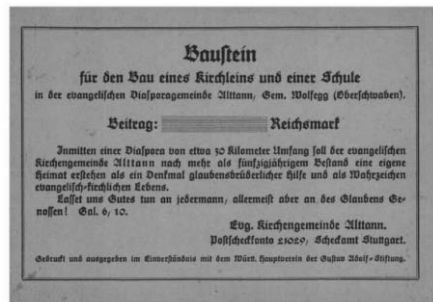 Baustein
für den Bau eines Kirchleins und einer Schule
in der evangelischen Diasporagemeinde Alttann, Gem. Wolfegg (Oberschwaben).
Beitrag: Reichsmark
Inmitten einer Diaspora von etwa 50 Kilometer Umfang soll der evangelischen
Kirchengemeinde Alttann nach mehr als fünfzigjährigem Bestand eine eigene
Heimat erstehen als ein Denkmal glaubensbrüderlicher Hilfe und als Wahrzeichen
evangelisch-kirchlichen Lebens.
Lasset uns Gutes tun an jedermann, allermeist aber an des Glaubens Ge-
nossen! Gal. 6, 10.
Evg. Kirchengemeinde Alttann.
Postscheckkonto 21029, Scheckamt Stuttgart.
Gedruckt und ausgegeben im Einverständnis mit dem Württ. Hauptverein der Gustav Adolf-Stiftung.